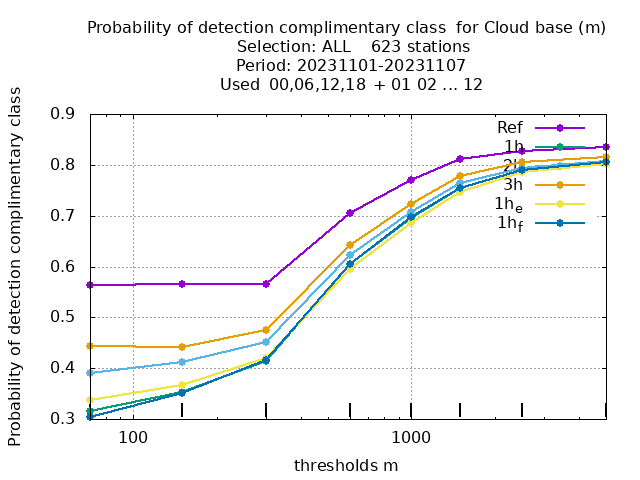 Probability of detection complimentary class  for Cloud base (m)
Selection: ALL    623 stations
Period: 20231101-20231107
Used  00,06,12,18  + 01 02 ... 12
Probability of detection complimentary class
0.9
0.8
0.7
0.6
0.5
0.4
0.3
100
1000
thresholds m
Ref
1h
2h
3h
1he
1hf